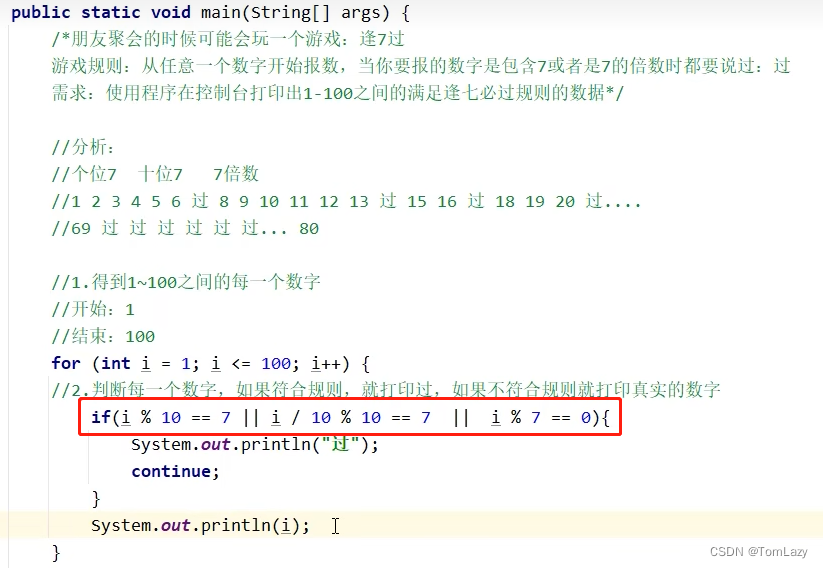 public static void main(String[] args) {
/*朋友聚会的时候可能会玩一个游戏：逢7过
游戏规则：从任意一个数字开始报数，当你要报的数字是包含7或者是7的倍数时都要说过：过
需求：使用程序在控制台打印出1-100之间的满足逢七必过规则的数据*/
//分析：
//个位7  十位7   7倍数
//1 2 3 4 5 6 过 8 9 10 11 12 13 过 15 16 过 18 19 20 过....
//69 过 过 过 过 过 过... 80
//1.得到1~100之间的每一个数字
//开始：1
//结束：100
for (int i = 1; i <= 100; i++) {
//2.判断每一个数字，如果符合规则，就打印过，如果不符合规则就打印真实的数字
if(i % 10 == 7 || i / 10 % 10 == 7  ||  i % 7 == 0){
System.out.println("过");
continue;
}
System.out.println(i);
}
CSDN @TomLazy